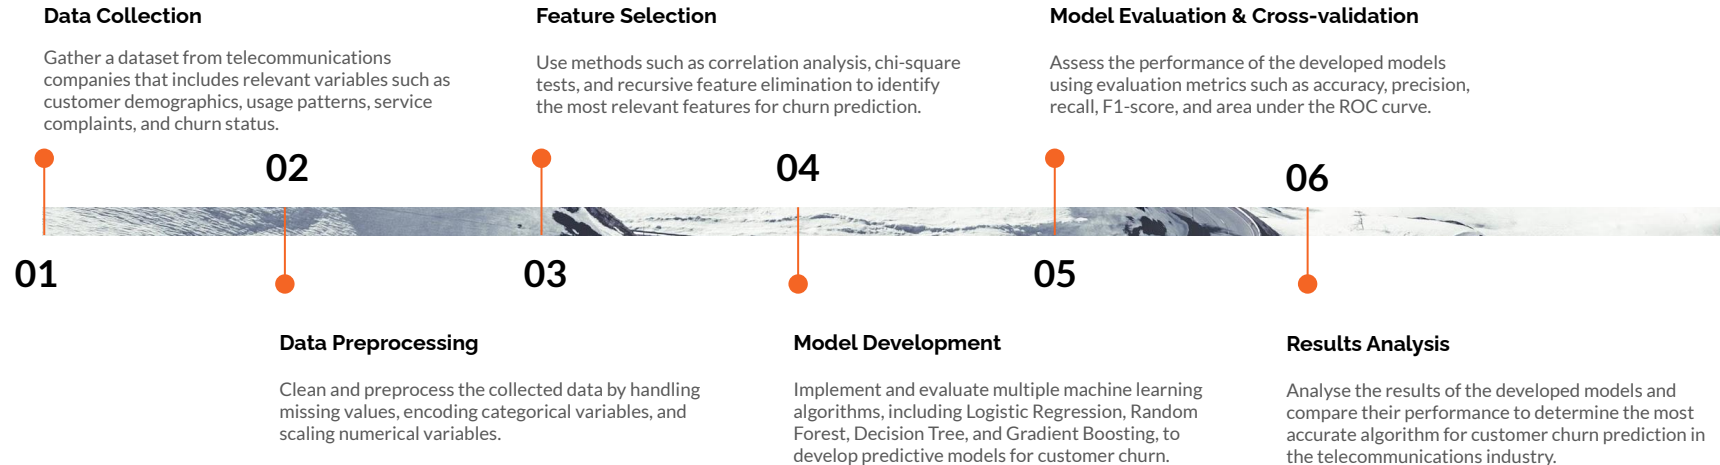 Data Collection
Gather a dataset from telecommunications
companies that includes relevant variables such as
customer demographics, usage patterns, service
complaints, and churn status.
01
02
Data Preprocessing
Clean and preprocess the collected data by handling
missing values, encoding categorical variables, and
scaling numerical variables.
Feature Selection
Use methods such as correlation analysis, chi-square
tests, and recursive feature elimination to identify
the most relevant features for churn prediction.
03
04
Model Development
Implement and evaluate multiple machine learning
algorithms, including Logistic Regression, Random
Forest, Decision Tree, and Gradient Boosting, to
develop predictive models for customer churn.
Model Evaluation & Cross-validation
Assess the performance of the developed models
using evaluation metrics such as accuracy, precision,
recall, F1-score, and area under the ROC curve.
05
06
Results Analysis
Analyse the results of the developed models and
compare their performance to determine the most
accurate algorithm for customer churn prediction in
the telecommunications industry.